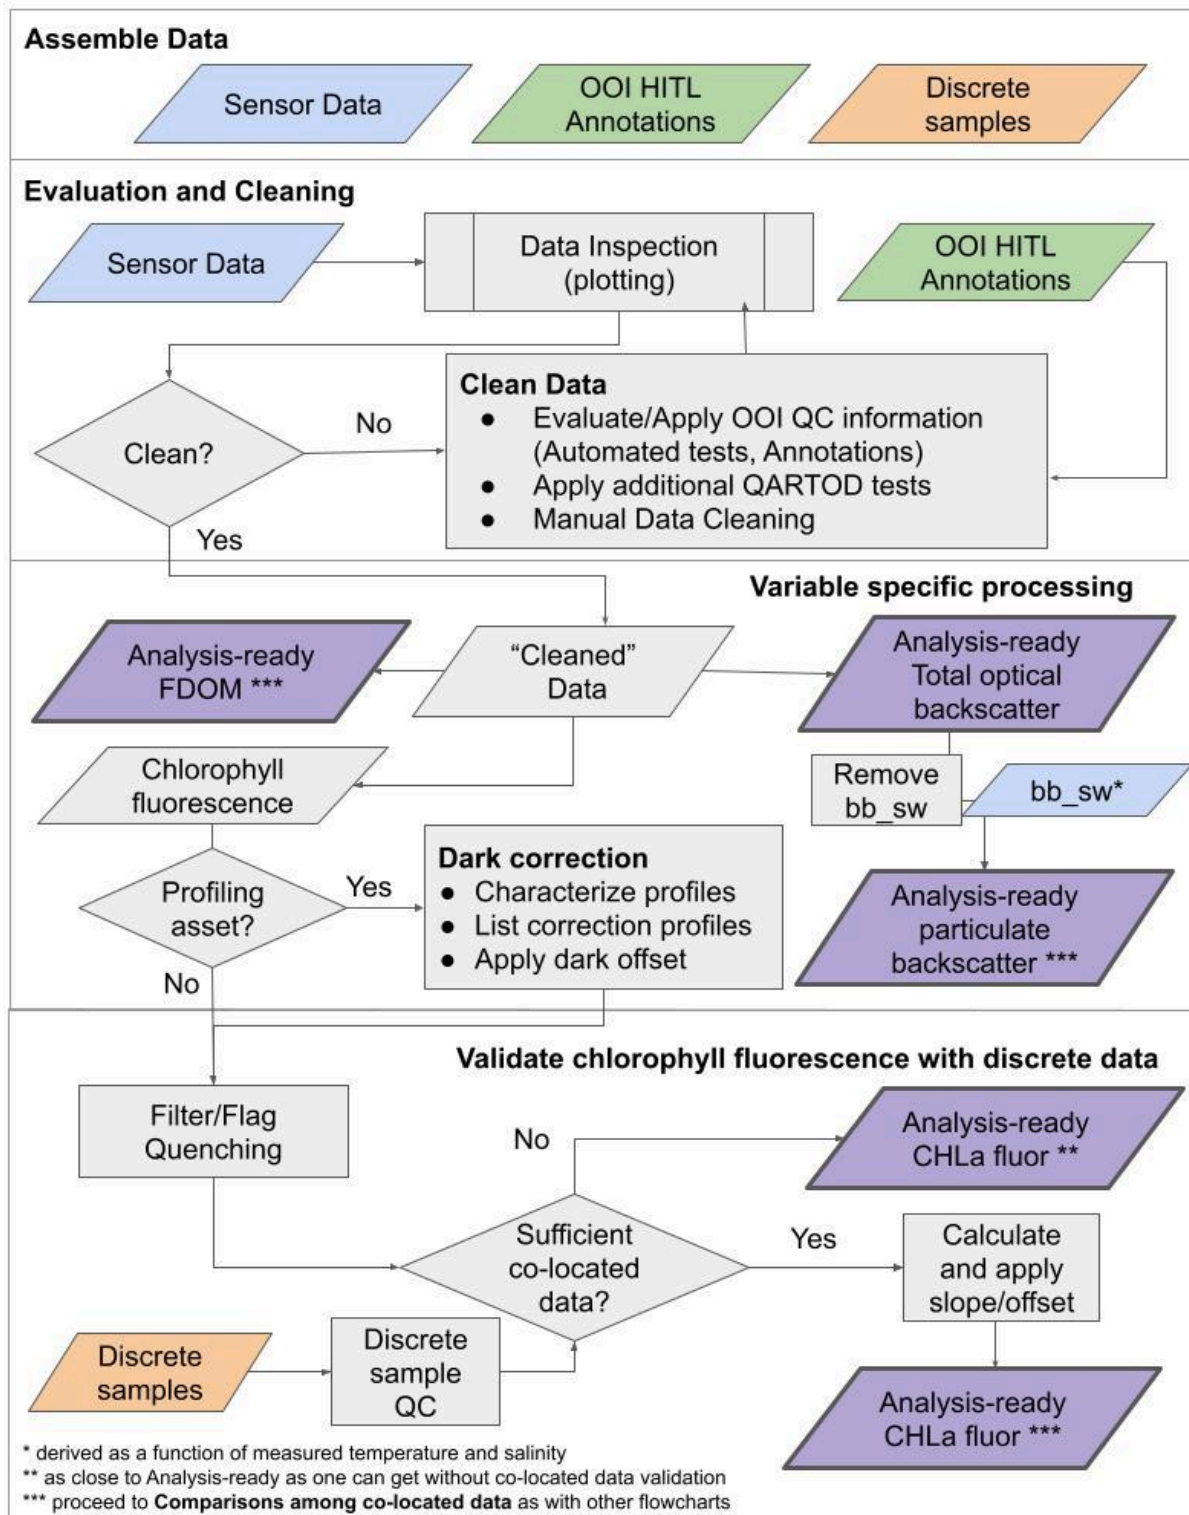 Assemble Data
Sensor Data
OOI HITL
Annotations
Discrete
samples
Evaluation and Cleaning
Sensor Data
Data Inspection
(plotting)
OOI HITL
Annotations
Clean?
No
Clean Data
● Evaluate/Apply OOI QC information
(Automated tests, Annotations)
● Apply additional QARTOD tests
● Manual Data Cleaning
Yes
Variable specific processing
Analysis-ready
FDOM ***
“Cleaned”
Data
Analysis-ready
Total optical
backscatter
Chlorophyll
fluorescence
Remove
bb_sw
bb_sw*
Profiling
asset?
Yes
Dark correction
● Characterize profiles
● List correction profiles
● Apply dark offset
Analysis-ready
particulate
backscatter ***
No
Validate chlorophyll fluorescence with discrete data
Filter/Flag
Quenching
No
Analysis-ready
CHLa fluor **
Sufficient
co-located
data?
Yes
Calculate
and apply
slope/offset
Discrete
samples
Discrete
sample
QC
Analysis-ready
CHLa fluor ***
* derived as a function of measured temperature and salinity
** as close to Analysis-ready as one can get without co-located data validation
*** proceed to Comparisons among co-located data as with other flowcharts